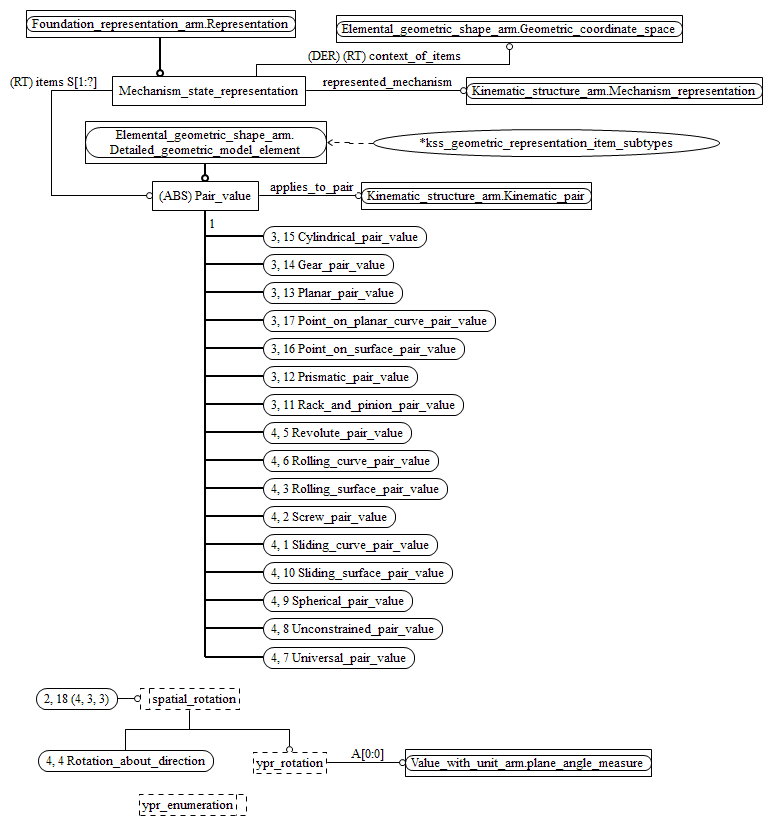 Foundation_representation_arm.Representation
Elemental_geometric_shape_arm.Geometric_coordinate_space
(DER) (RT) context_of_items
(RT) items S[1:?]
Mechanism_state_representation
represented_mechanism
Kinematic_structure_arm.Mechanism_representation
Elemental_geometric_shape_arm.
Detailed_geometric_model_element
*kss_geometric_representation_item_subtypes
(ABS) Pair_value
applies_to_pair
Kinematic_structure_arm.Kinematic_pair
1
3, 15 Cylindrical_pair_value
3, 14 Gear_pair_value
3, 13 Planar_pair_value
3, 17 Point_on_planar_curve_pair_value
3, 16 Point_on_surface_pair_value
3, 12 Prismatic_pair_value
3, 11 Rack_and_pinion_pair_value
4, 5 Revolute_pair_value
4, 6 Rolling_curve_pair_value
4, 3 Rolling_surface_pair_value
4, 2 Screw_pair_value
4, 1 Sliding_curve_pair_value
4, 10 Sliding_surface_pair_value
4, 9 Spherical_pair_value
4, 8 Unconstrained_pair_value
4, 7 Universal_pair_value
2, 18 (4, 3, 3)
spatial_rotation
4, 4 Rotation_about_direction
ypr_rotation
A[0:0]
Value_with_unit_arm.plane_angle_measure
ypr_enumeration